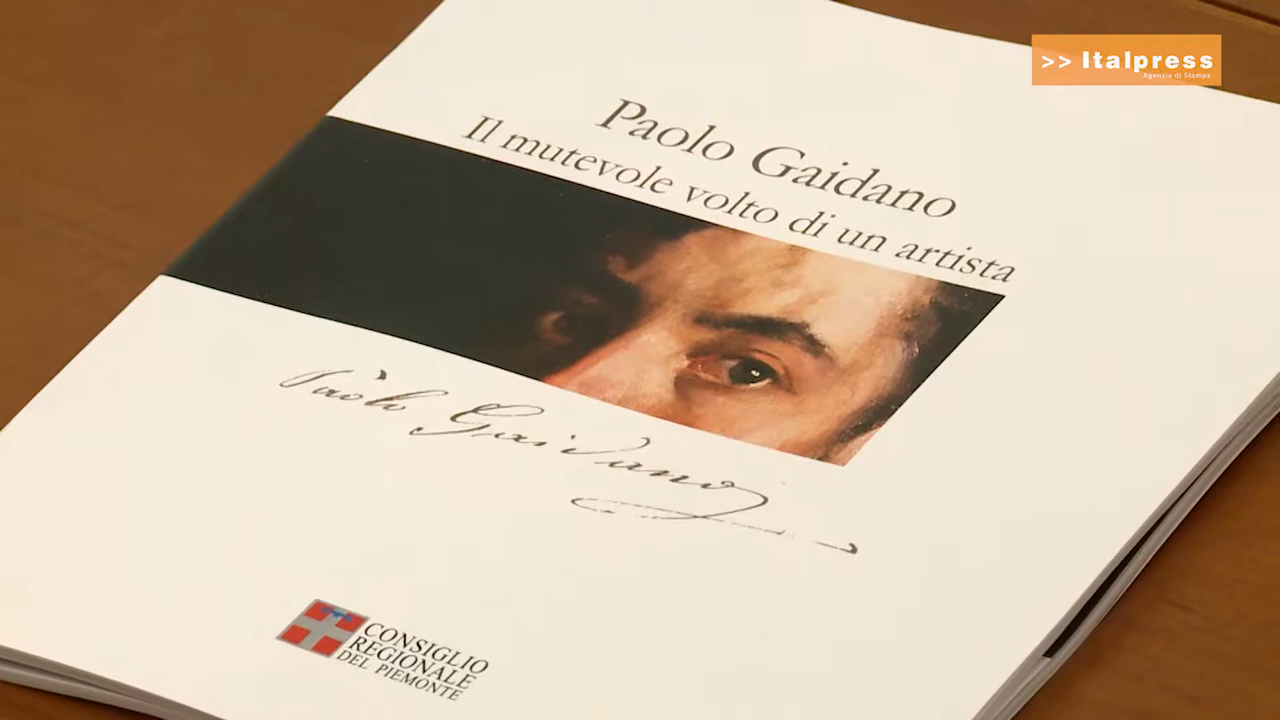 >> Italpress
Agenzia di Stampa
Paolo Gaidano
Il mutevole volto di un artista
Paolo Gaidano
CONSIGLIO
REGIONALE
DEL PIEMONTE